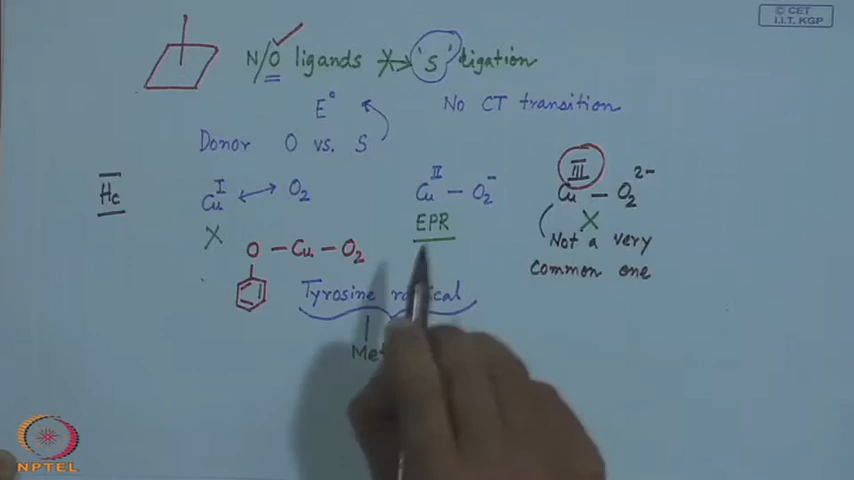 © CET
I.I.T. KGP
N/O ligands 'S' ligation
E° No CT transition
Donor O vs. S
Hc Cu^I ↔ O2 Cu^II – O2^- Cu^III – O2^2-
X EPR X
O – Cu – O2 Not a very
common one
Tyrosine
NPTEL